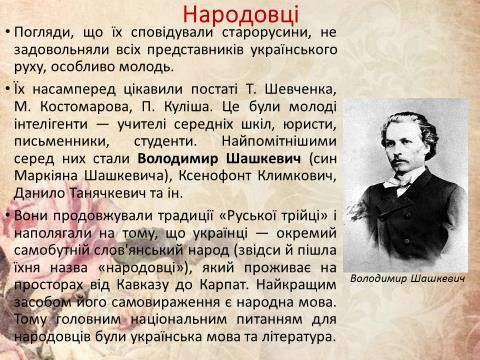 Народовці
• Погляди, що їх сповідували старорусини, не
задовольняли всіх представників українського
руху, особливо молодь.
• Їх насамперед цікавили постаті Т. Шевченка,
М. Костомарова, П. Куліша. Це були молоді
інтелігенти — учителі середніх шкіл, юристи,
письменники, студенти. Найпомітнішими
серед них стали Володимир Шашкевич (син
Маркіяна Шашкевича), Ксенофонт Климкович,
Данило Танячкевич та ін.
• Вони продовжували традиції «Руської трійці» і
наполягали на тому, що українці — окремий
самобутній слов'янський народ (звідси й пішла
їхня назва «народовці»), який проживає на
просторах від Кавказу до Карпат. Найкращим
засобом його самовираження є народна мова.
Тому головним національним питанням для
народовців були українська мова та література.
Володимир Шашкевич